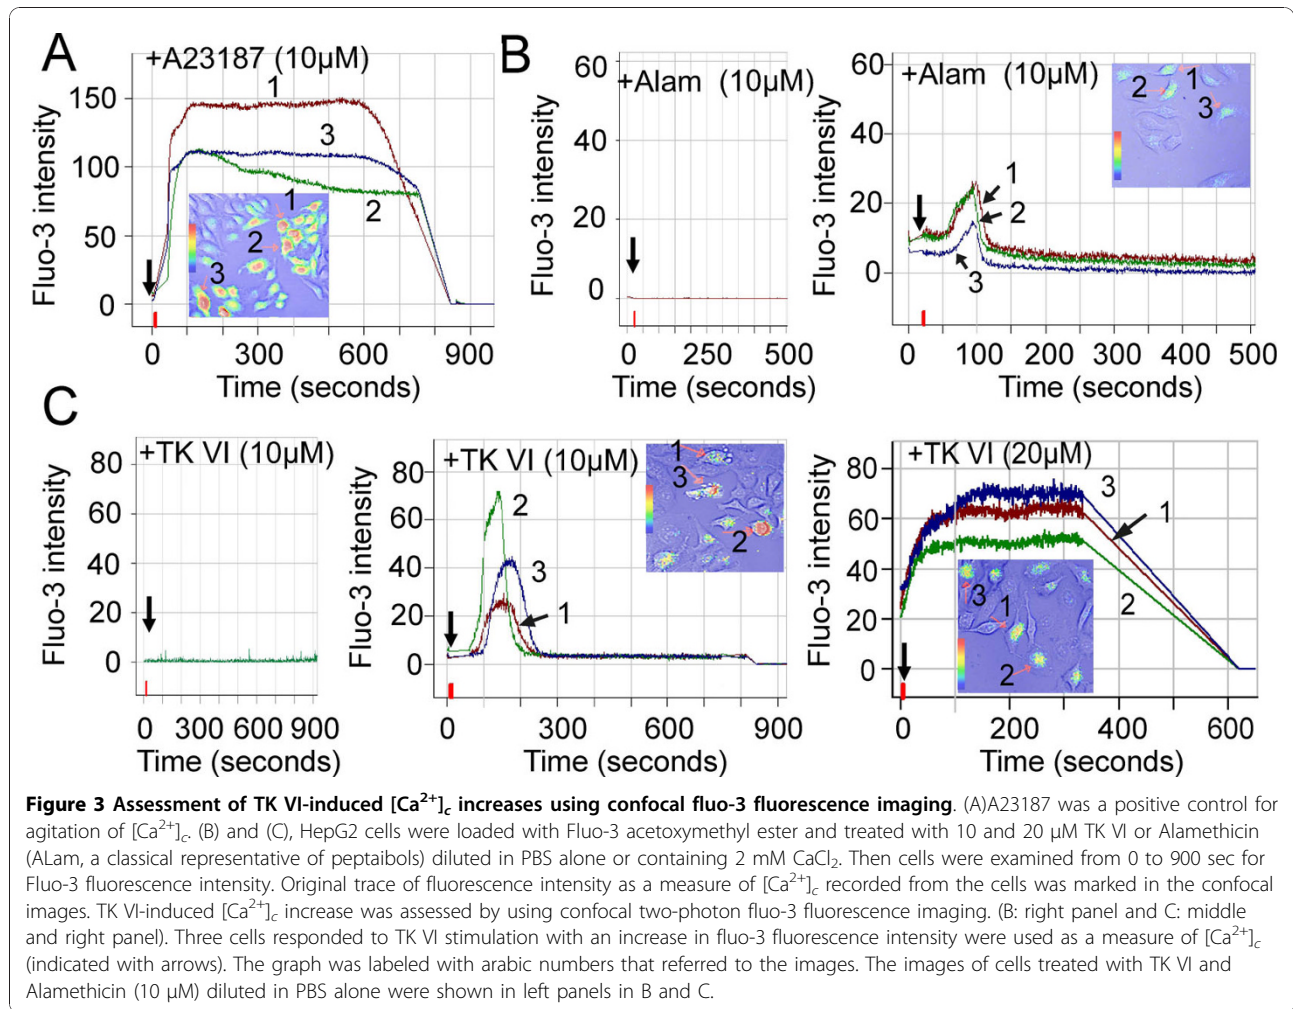 A
+A23187 (10µM)
Fluo-3 intensity
150
100
50
0
1
3
2
1
2
3
0 300 600 900
Time (seconds)
B
+Alam (10µM)
Fluo-3 intensity
60
40
20
0
0 250 500
Time (seconds)
+Alam (10µM)
Fluo-3 intensity
60
40
20
0
1
2
3
1
2
3
0 100 200 300 400 500
Time (seconds)
C
+TK VI (10µM)
Fluo-3 intensity
80
60
40
20
0
0 300 600 900
Time (seconds)
+TK VI (10µM)
Fluo-3 intensity
80
60
40
20
0
2
3
1
1
3
2
0 300 600 900
Time (seconds)
+TK VI (20µM)
Fluo-3 intensity
80
60
40
20
0
3
1
2
3
1
2
0 200 400 600
Time (seconds)
Figure 3 Assessment of TK VI-induced [Ca²⁺]c increases using confocal fluo-3 fluorescence imaging. (A)A23187 was a positive control for
agitation of [Ca²⁺]c. (B) and (C), HepG2 cells were loaded with Fluo-3 acetoxymethyl ester and treated with 10 and 20 µM TK VI or Alamethicin
(ALam, a classical representative of peptaibols) diluted in PBS alone or containing 2 mM CaCl₂. Then cells were examined from 0 to 900 sec for
Fluo-3 fluorescence intensity. Original trace of fluorescence intensity as a measure of [Ca²⁺]c recorded from the cells was marked in the confocal
images. TK VI-induced [Ca²⁺]c increase was assessed by using confocal two-photon fluo-3 fluorescence imaging. (B: right panel and C: middle
and right panel). Three cells responded to TK VI stimulation with an increase in fluo-3 fluorescence intensity were used as a measure of [Ca²⁺]c
(indicated with arrows). The graph was labeled with arabic numbers that referred to the images. The images of cells treated with TK VI and
Alamethicin (10 µM) diluted in PBS alone were shown in left panels in B and C.